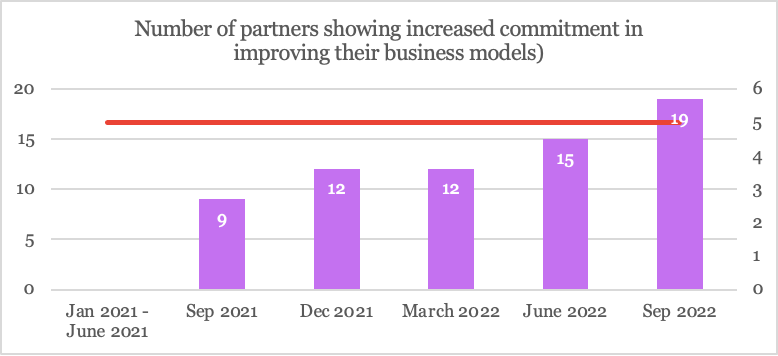 Number of partners showing increased commitment in
improving their business models)
20
15
10
5
0
6
5
4
3
2
1
0
9
12
12
15
19
Jan 2021 -
June 2021
Sep 2021
Dec 2021
March 2022
June 2022
Sep 2022